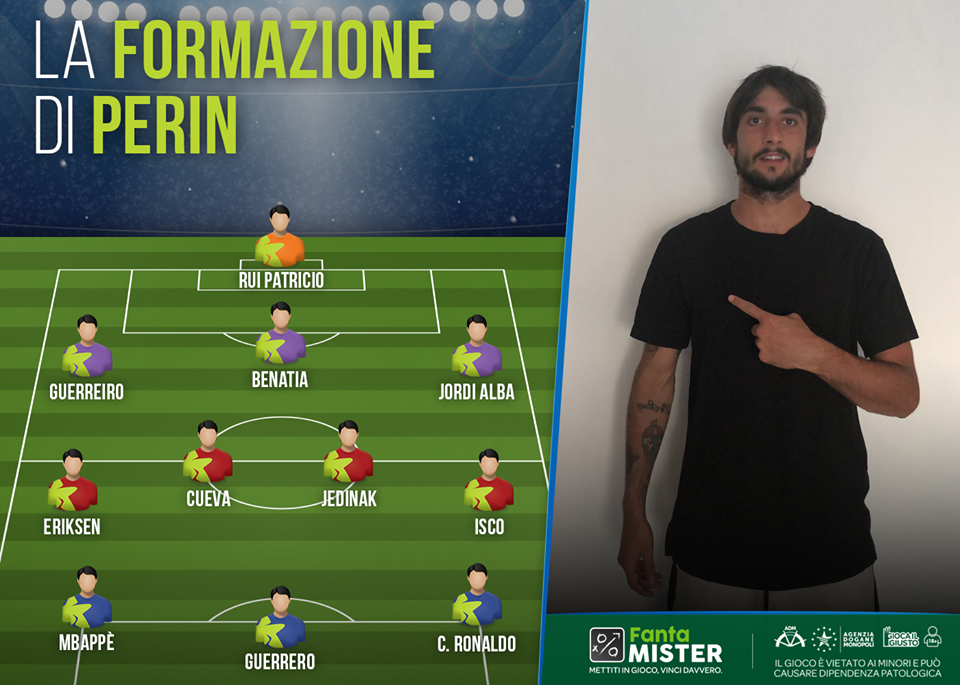 LA FORMAZIONE
DI PERIN
RUI PATRICIO
GUERREIRO
BENATIA
JORDI ALBA
ERIKSEN
CUEVA
JEDINAK
ISCO
MBAPPÈ
GUERRERO
C. RONALDO
Fanta
MISTER
METTITI IN GIOCO, VINCI DAVVERO.
ADM
AGENZIA
DOGANE
MONOPOLI
GIOCA IL
GIUSTO
18+
IL GIOCO È VIETATO AI MINORI E PUÒ
CAUSARE DIPENDENZA PATOLOGICA